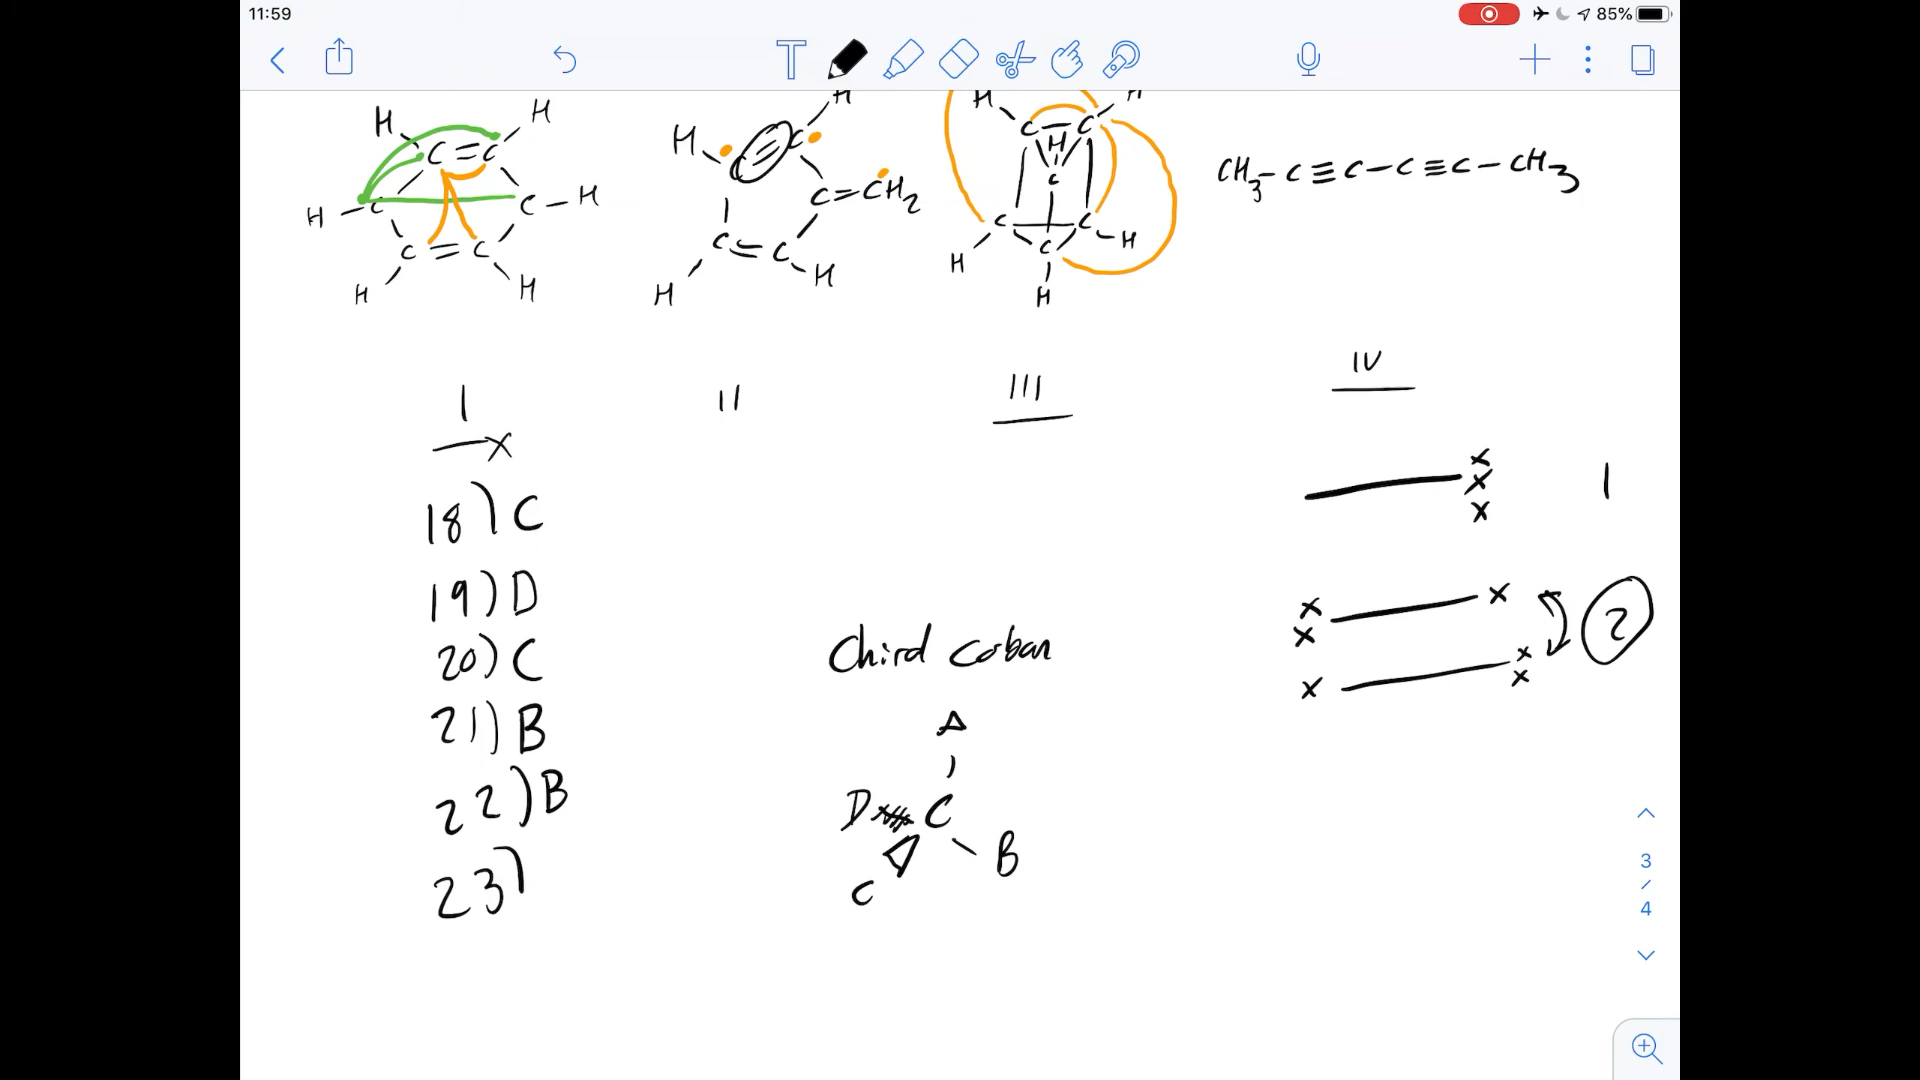 11:59
85%
T
H
H
C=C
H
C
C
H
C=C
H
H
H
H
C
C
C=CH2
C=C
H
H
H
H
C=C
H
C
C
C
C
H
H
H
CH3-C≡C-C≡C-CH3
I
II
III
IV
X
18) C
19) D
20) C
21) B
22) B
23)
Chiral Carbon
A
D C
B
C
x
x
x
1
x
x
x
2
x
x
x
3
/
4